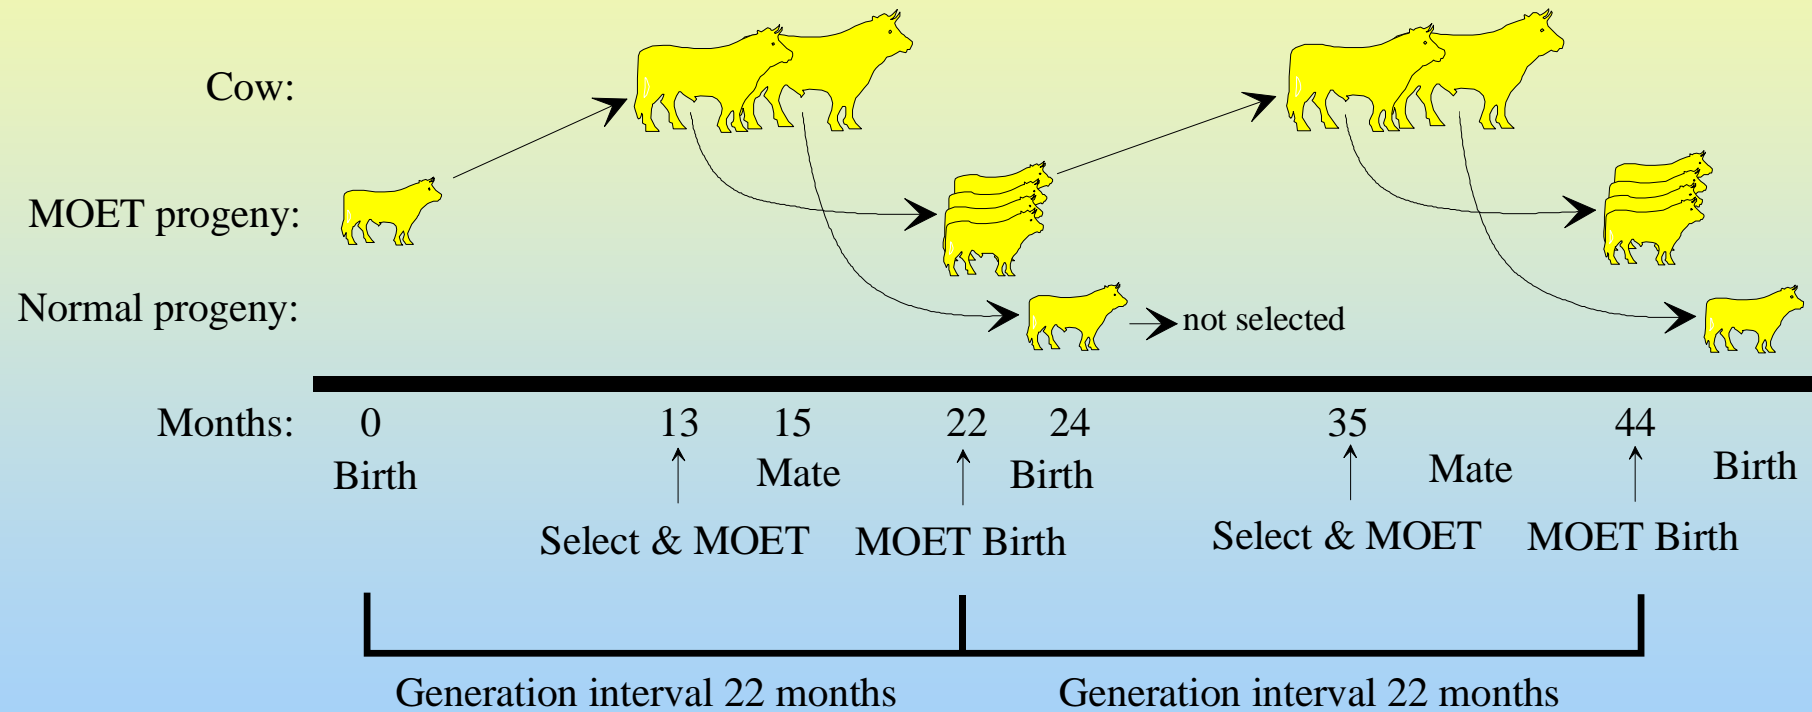 Cow:
MOET progeny:
Normal progeny:
not selected
Months: 0 13 15 22 24 35 44
Birth Mate Birth Mate Birth
Select & MOET MOET Birth Select & MOET MOET Birth
Generation interval 22 months Generation interval 22 months